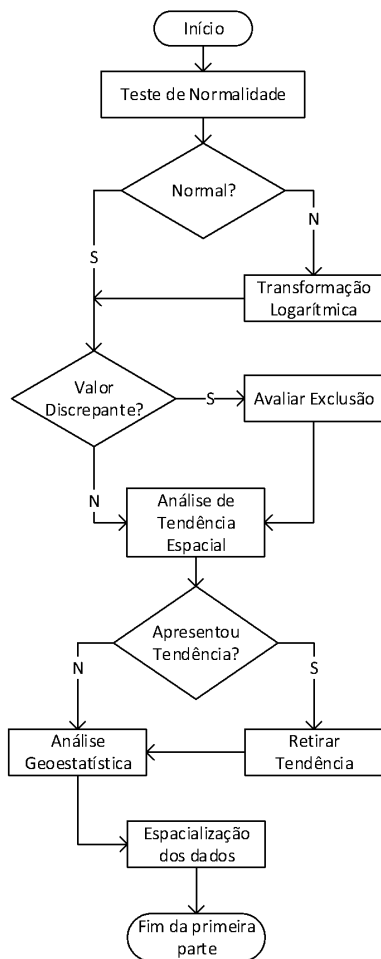 Início
Teste de Normalidade
Normal?
N
S
Transformação
Logarítmica
Valor
Discrepante?
S
Avaliar Exclusão
N
Análise de
Tendência
Espacial
Apresentou
Tendência?
N
S
Análise
Geoestatística
Retirar
Tendência
Espacialização
dos dados
Fim da primeira
parte